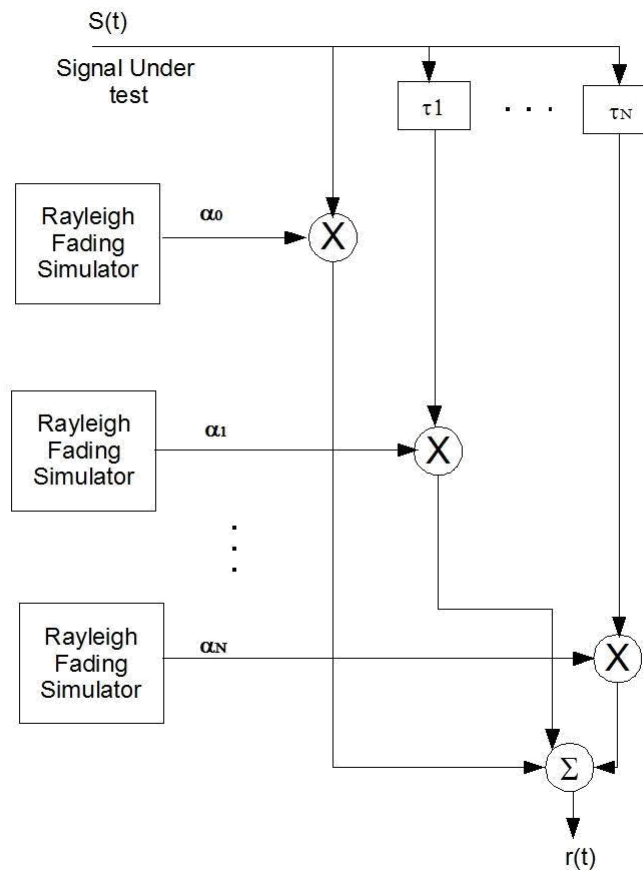 S(t)
Signal Under
test
τ1
. . .
τN
Rayleigh
Fading
Simulator
α0
X
Rayleigh
Fading
Simulator
α1
X
Rayleigh
Fading
Simulator
αN
X
Σ
r(t)